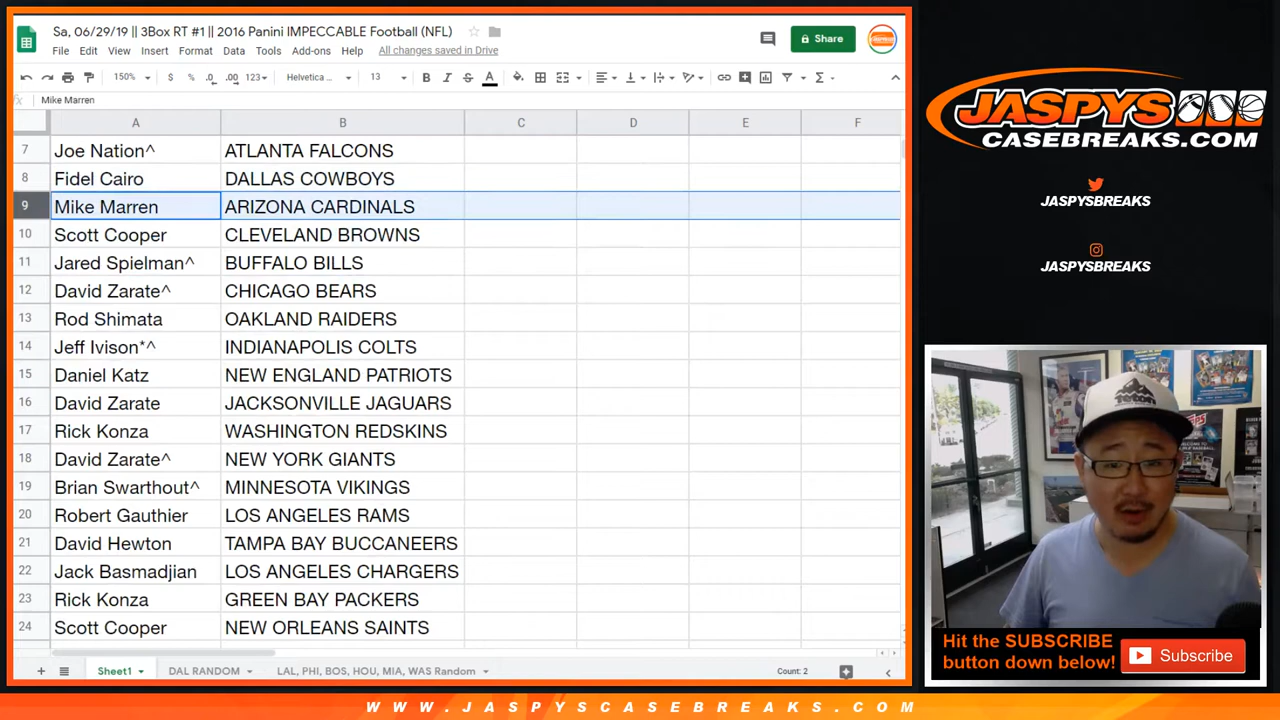 Sa, 06/29/19 || 3Box RT #1 || 2016 Panini IMPECCABLE Football (NFL)
File Edit View Insert Format Data Tools Add-ons Help All changes saved in Drive
Share
150% $ % .0 .00 123 Helvetica ... 13 B I S A
fx Mike Marren
A B C D E F
7 Joe Nation^ ATLANTA FALCONS
8 Fidel Cairo DALLAS COWBOYS
9 Mike Marren ARIZONA CARDINALS
10 Scott Cooper CLEVELAND BROWNS
11 Jared Spielman^ BUFFALO BILLS
12 David Zarate^ CHICAGO BEARS
13 Rod Shimata OAKLAND RAIDERS
14 Jeff Ivison*^ INDIANAPOLIS COLTS
15 Daniel Katz NEW ENGLAND PATRIOTS
16 David Zarate JACKSONVILLE JAGUARS
17 Rick Konza WASHINGTON REDSKINS
18 David Zarate^ NEW YORK GIANTS
19 Brian Swarthout^ MINNESOTA VIKINGS
20 Robert Gauthier LOS ANGELES RAMS
21 David Hewton TAMPA BAY BUCCANEERS
22 Jack Basmadjian LOS ANGELES CHARGERS
23 Rick Konza GREEN BAY PACKERS
24 Scott Cooper NEW ORLEANS SAINTS
Sheet1 DAL RANDOM LAL, PHI, BOS, HOU, MIA, WAS Random Count: 2
JASPYS
CASEBREAKS.COM
JASPYSBREAKS
JASPYSBREAKS
Hit the SUBSCRIBE
button down below!
Subscribe
WWW.JASPYSCASEBREAKS.COM